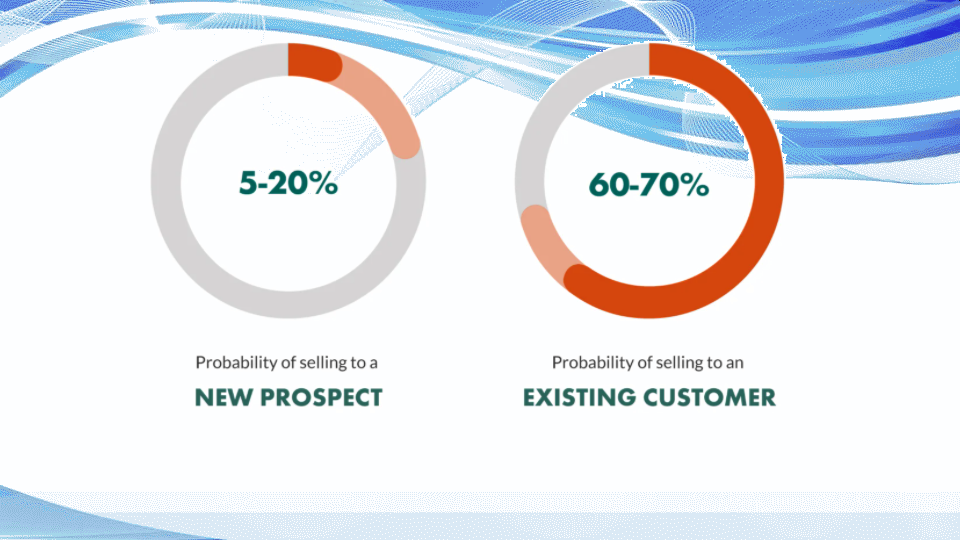 5-20%
60-70%
Probability of selling to a
NEW PROSPECT
Probability of selling to an
EXISTING CUSTOMER